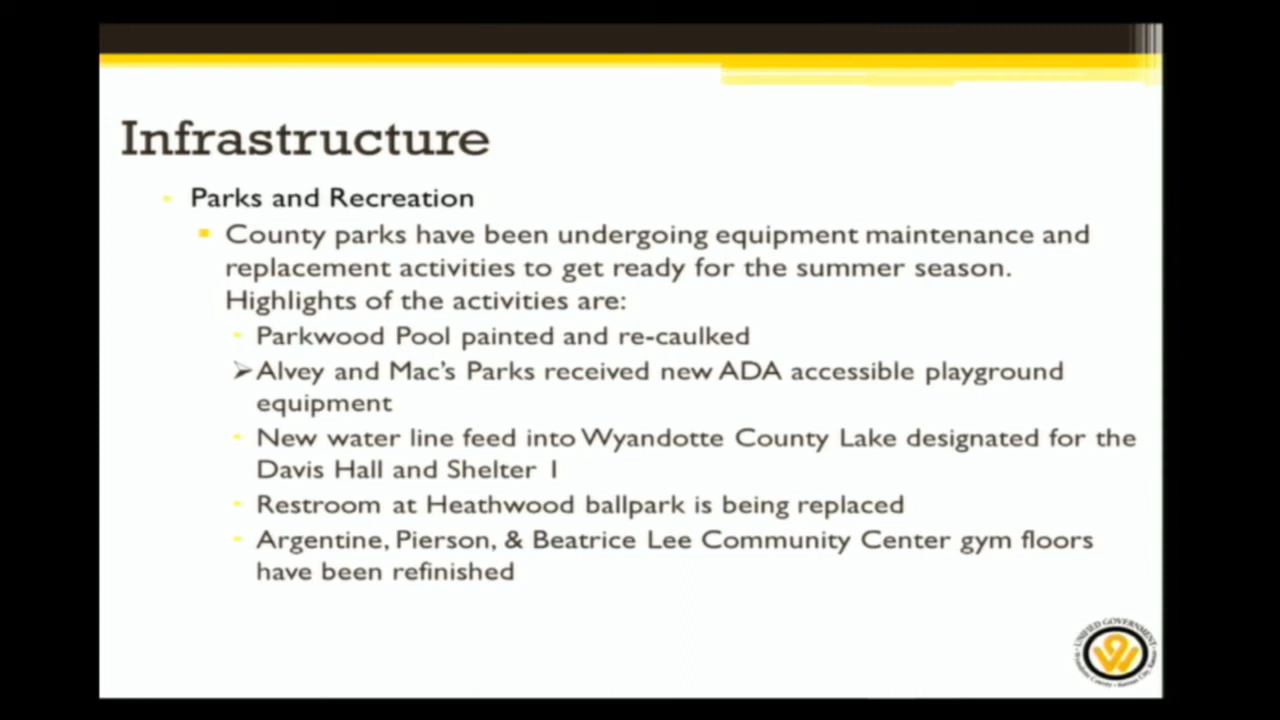 Infrastructure
- Parks and Recreation
▪ County parks have been undergoing equipment maintenance and
replacement activities to get ready for the summer season.
Highlights of the activities are:
- Parkwood Pool painted and re-caulked
➢Alvey and Mac's Parks received new ADA accessible playground
equipment
- New water line feed into Wyandotte County Lake designated for the
Davis Hall and Shelter 1
- Restroom at Heathwood ballpark is being replaced
- Argentine, Pierson, & Beatrice Lee Community Center gym floors
have been refinished
UNIFIED GOVERNMENT